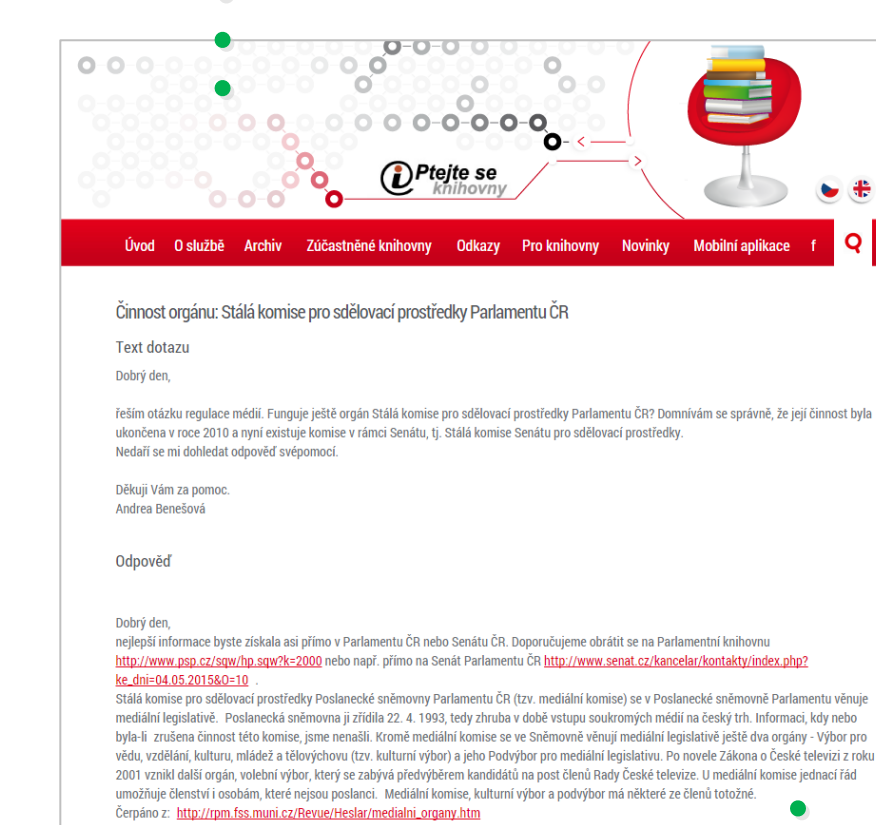 Ptejte se
knihovny
Úvod O službě Archiv Zúčastněné knihovny Odkazy Pro knihovny Novinky Mobilní aplikace f
Činnost orgánu: Stálá komise pro sdělovací prostředky Parlamentu ČR
Text dotazu
Dobrý den,
řeším otázku regulace médií. Funguje ještě orgán Stálá komise pro sdělovací prostředky Parlamentu ČR? Domnívám se správně, že její činnost byla
ukončena v roce 2010 a nyní existuje komise v rámci Senátu, tj. Stálá komise Senátu pro sdělovací prostředky.
Nedaří se mi dohledat odpověď svépomocí.
Děkuji Vám za pomoc.
Andrea Benešová
Odpověď
Dobrý den,
nejlepší informace byste získala asi přímo v Parlamentu ČR nebo Senátu ČR. Doporučujeme obrátit se na Parlamentní knihovnu
http://www.psp.cz/sqw/hp.sqw?k=2000 nebo např. přímo na Senát Parlamentu ČR http://www.senat.cz/kancelar/kontakty/index.php?
ke_dni=04.05.2015&O=10 .
Stálá komise pro sdělovací prostředky Poslanecké sněmovny Parlamentu ČR (tzv. mediální komise) se v Poslanecké sněmovně Parlamentu věnuje
mediální legislativě. Poslanecká sněmovna ji zřídila 22. 4. 1993, tedy zhruba v době vstupu soukromých médií na český trh. Informaci, kdy nebo
byla-li zrušena činnost této komise, jsme nenašli. Kromě mediální komise se ve Sněmovně věnují mediální legislativě ještě dva orgány - Výbor pro
vědu, vzdělání, kulturu, mládež a tělovýchovu (tzv. kulturní výbor) a jeho Podvýbor pro mediální legislativu. Po novele Zákona o České televizi z roku
2001 vznikl další orgán, volební výbor, který se zabývá předvýběrem kandidátů na post členů Rady České televize. U mediální komise jednací řád
umožňuje členství i osobám, které nejsou poslanci. Mediální komise, kulturní výbor a podvýbor má některé ze členů totožné.
Čerpáno z: http://rpm.fss.muni.cz/Revue/Heslar/medialni_organy.htm